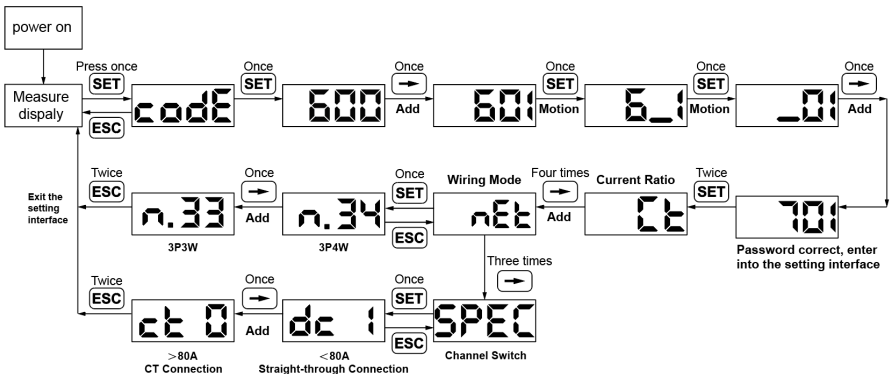 power on
Press once
SET
Measure
dispaly
ESC
codE
Once
SET
600
Once
Add
601
Once
SET
Motion
6_1
Once
SET
Motion
_01
Once
Add
701
Password correct, enter
into the setting interface
Twice
SET
Current Ratio
Ct
Four times
Add
Wiring Mode
nEt
Once
SET
ESC
n.34
3P4W
Once
Add
n.33
3P3W
Twice
ESC
Exit the
setting
interface
Three times
SPEC
Channel Switch
Once
SET
ESC
dc 1
<80A
Straight-through Connection
Once
Add
ct 0
>80A
CT Connection
Twice
ESC